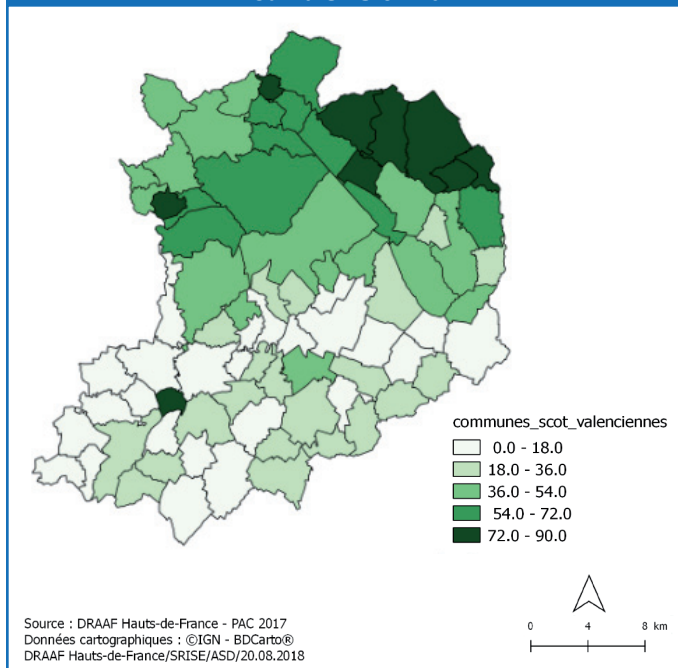 communes_scot_valenciennes
0.0 - 18.0
18.0 - 36.0
36.0 - 54.0
54.0 - 72.0
72.0 - 90.0
Source : DRAAF Hauts-de-France - PAC 2017
Données cartographiques : ©IGN - BDCarto®
DRAAF Hauts-de-France/SRISE/ASD/20.08.2018
0 4 8 km